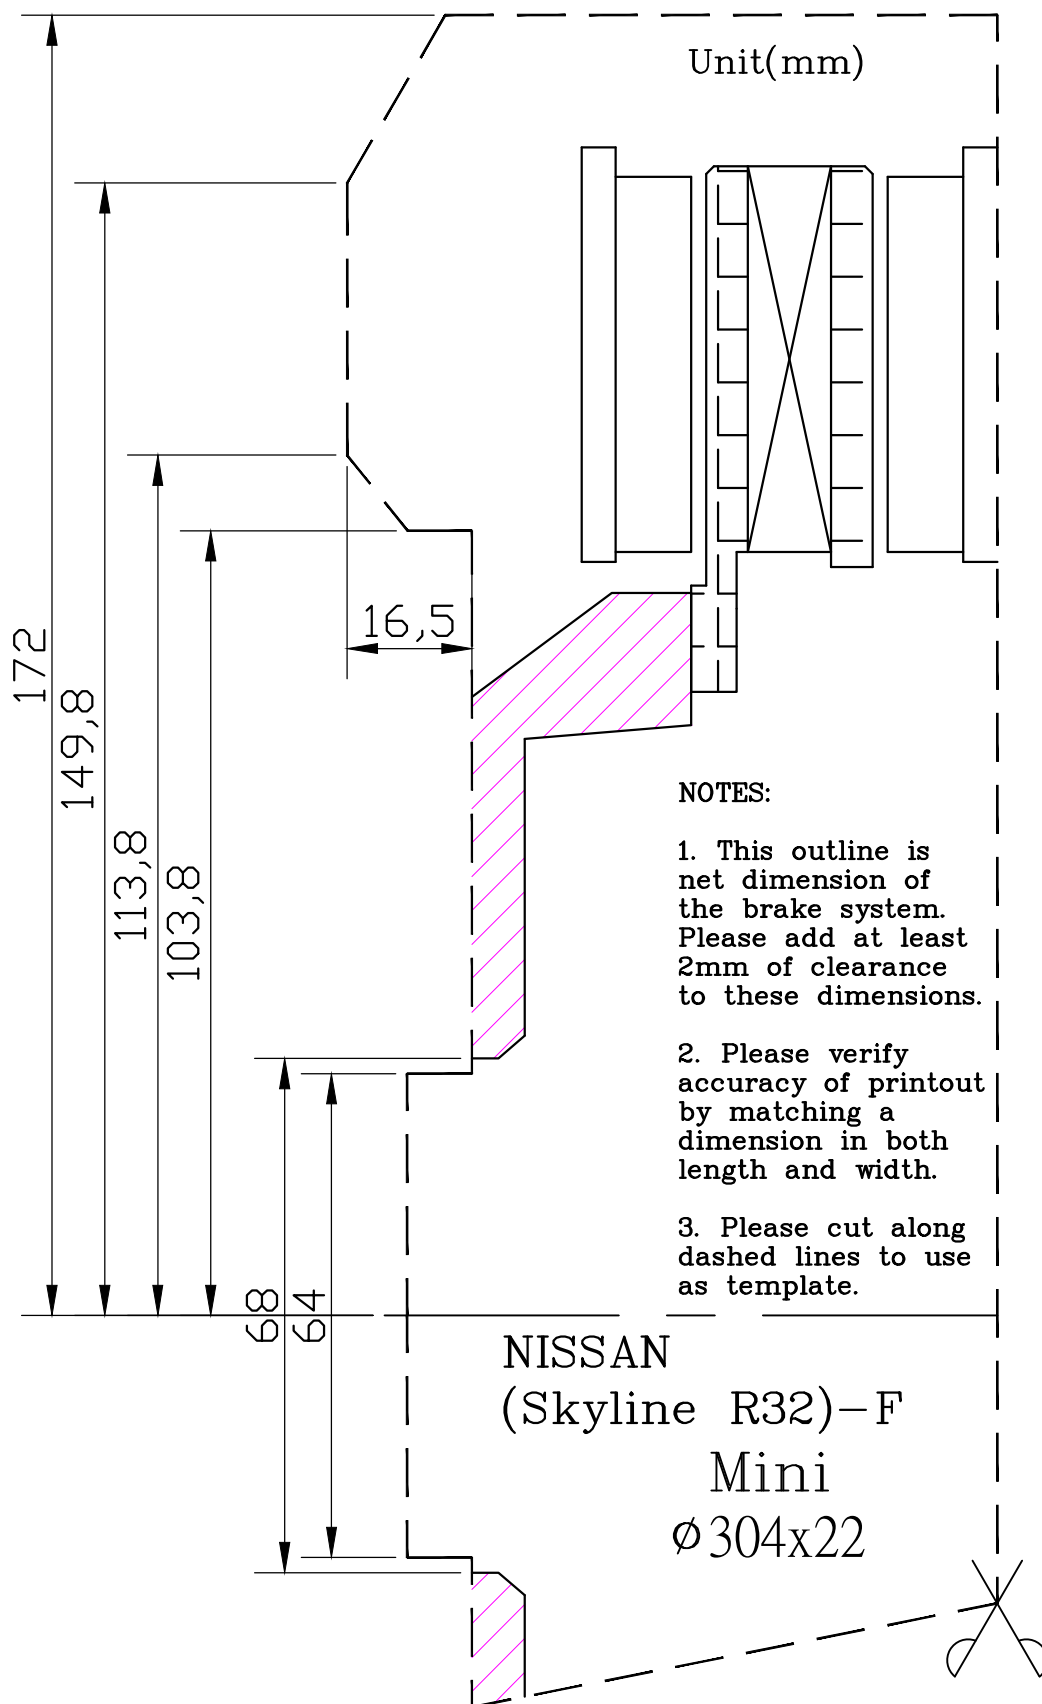 Unit(mm)
172
149,8
113,8
103,8
16,5
68
64
NOTES:
1. This outline is
net dimension of
the brake system.
Please add at least
2mm of clearance
to these dimensions.
2. Please verify
accuracy of printout
by matching a
dimension in both
length and width.
3. Please cut along
dashed lines to use
as template.
NISSAN
(Skyline R32)-F
Mini
Ø304x22